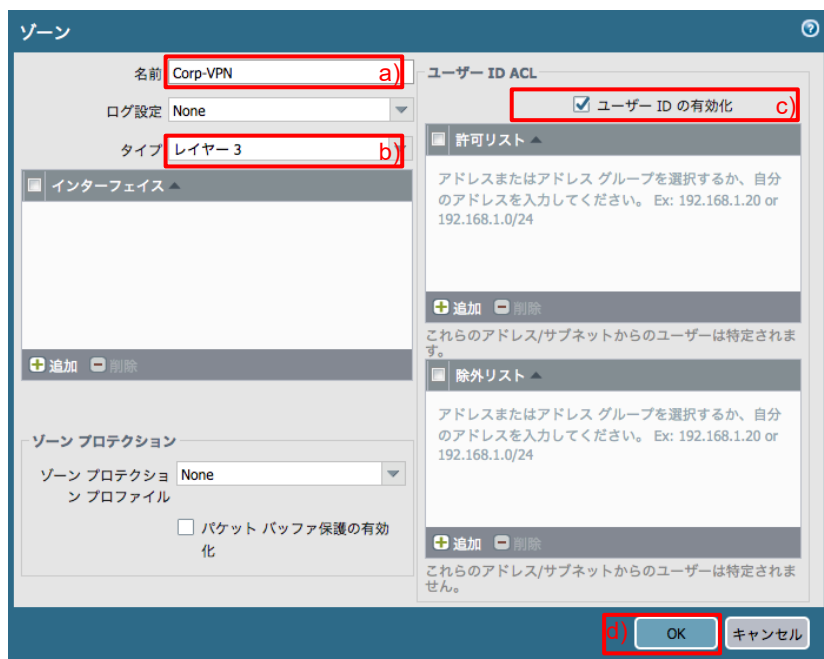 ゾーン
名前 Corp-VPN a)
ログ設定 None
タイプ レイヤー 3 b)
インターフェイス
追加 削除
ゾーン プロテクション
ゾーン プロテクショ
ン プロファイル
None
パケット バッファ保護の有効
化
ユーザー ID ACL
ユーザー ID の有効化 c)
許可リスト
アドレスまたはアドレス グループを選択するか、自分
のアドレスを入力してください。 Ex: 192.168.1.20 or
192.168.1.0/24
追加 削除
これらのアドレス/サブネットからのユーザーは特定されま
す。
除外リスト
アドレスまたはアドレス グループを選択するか、自分
のアドレスを入力してください。 Ex: 192.168.1.20 or
192.168.1.0/24
追加 削除
これらのアドレス/サブネットからのユーザーは特定されま
せん。
d) OK キャンセル